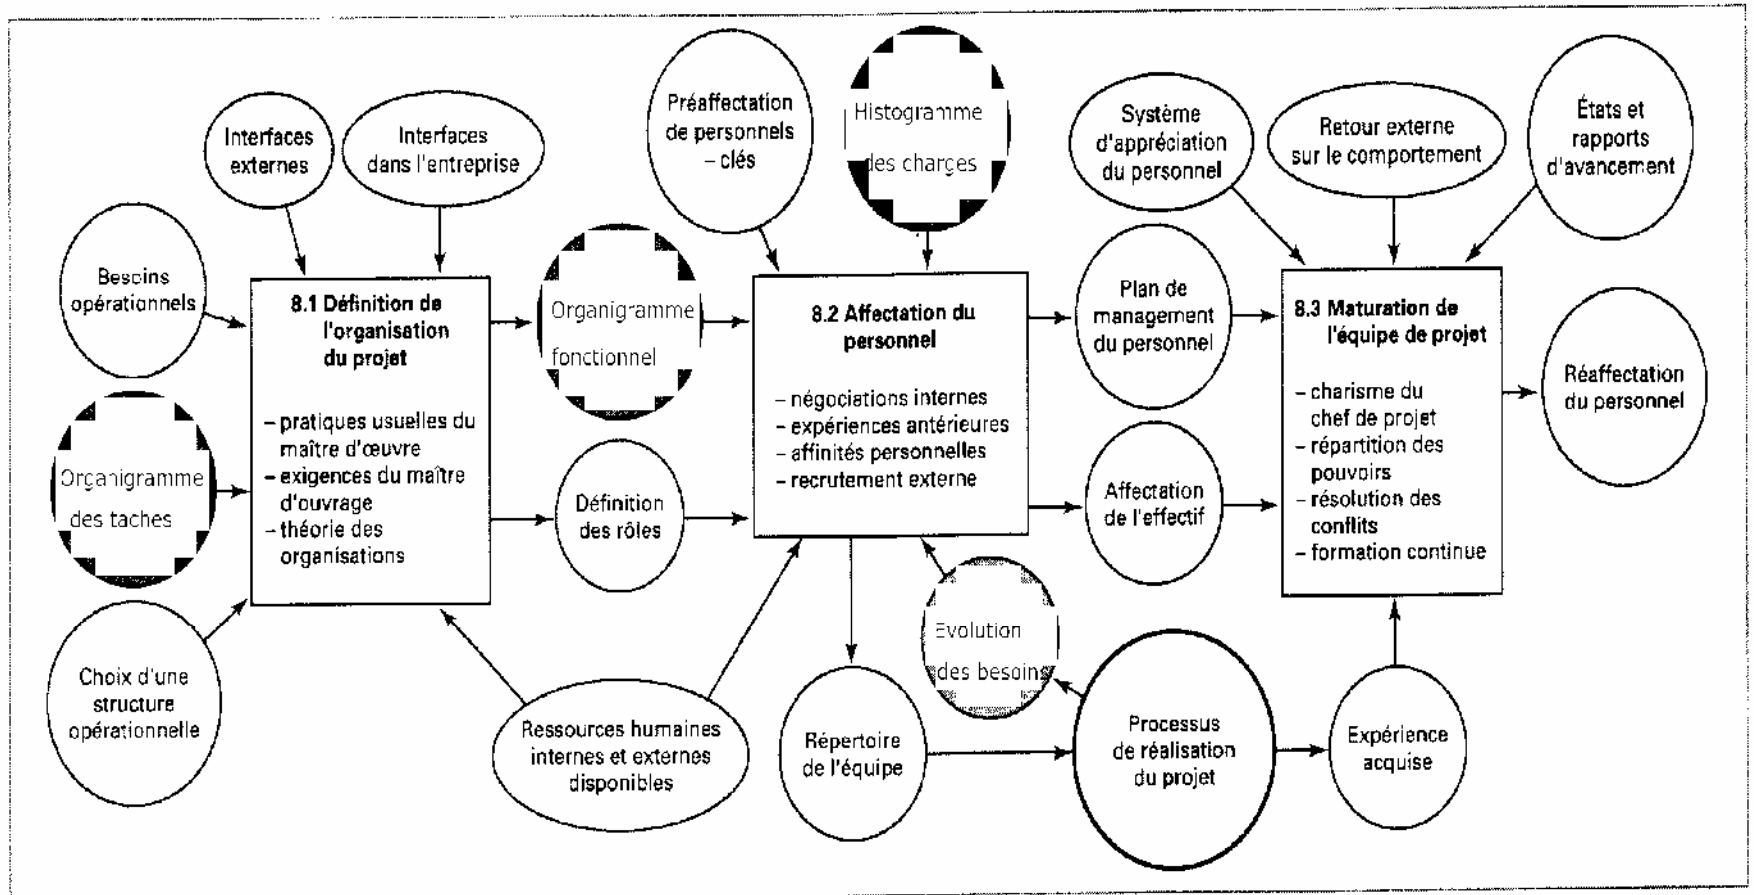 Interfaces
externes
Interfaces
dans l'entreprise
Préaffectation
de personnels
– clés
Histogramme
des charges
Système
d'appréciation
du personnel
Retour externe
sur le comportement
États et
rapports
d'avancement
Besoins
opérationnels
8.1 Définition de
l'organisation
du projet
– pratiques usuelles du
maître d'œuvre
– exigences du maître
d'ouvrage
– théorie des
organisations
Organigramme
fonctionnel
8.2 Affectation du
personnel
– négociations internes
– expériences antérieures
– affinités personnelles
– recrutement externe
Plan de
management
du personnel
8.3 Maturation de
l'équipe de projet
– charisme du
chef de projet
– répartition des
pouvoirs
– résolution des
conflits
– formation continue
Réaffectation
du personnel
Organigramme
des taches
Définition
des rôles
Affectation
de l'effectif
Choix d'une
structure
opérationnelle
Ressources humaines
internes et externes
disponibles
Répertoire
de l'équipe
Evolution
des besoins
Processus
de réalisation
du projet
Expérience
acquise